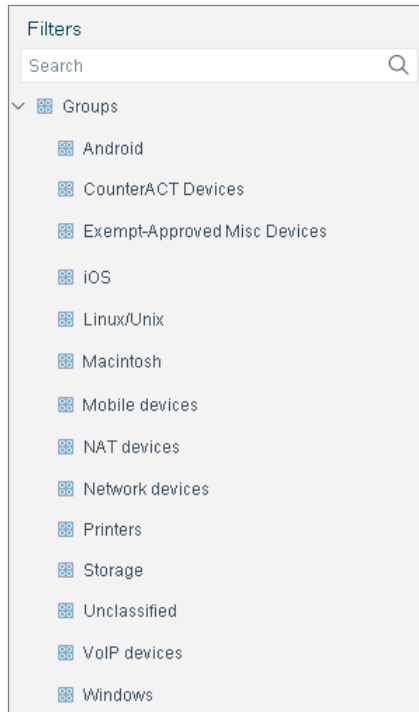 Filters
Search
Groups
Android
CounterACT Devices
Exempt-Approved Misc Devices
iOS
Linux/Unix
Macintosh
Mobile devices
NAT devices
Network devices
Printers
Storage
Unclassified
VoIP devices
Windows